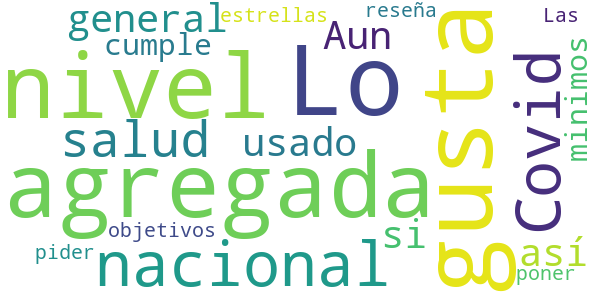 general
estrellas
reseña
Las
cumple
Aun
nivel
Lo
gusta
Covid
minimos
salud
usado
agregada
objetivos
si
así
pider
nacional
poner